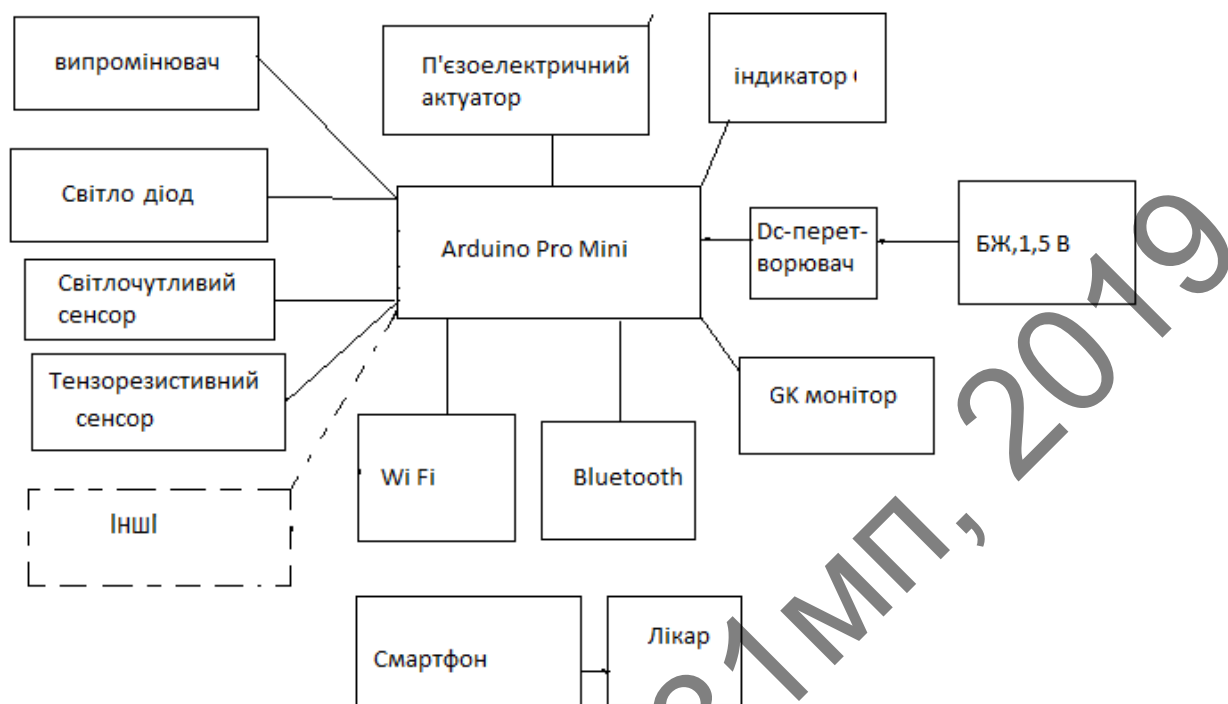 випромінювач
П'єзоелектричний
актуатор
індикатор
Світло діод
Arduino Pro Mini
Dc-перет-
ворювач
БЖ,1,5 В
Світлочутливий
сенсор
Тензорезистивний
сенсор
GK монітор
Wi Fi
Bluetooth
ІншІ
Смартфон
Лікар
1мп, 2019